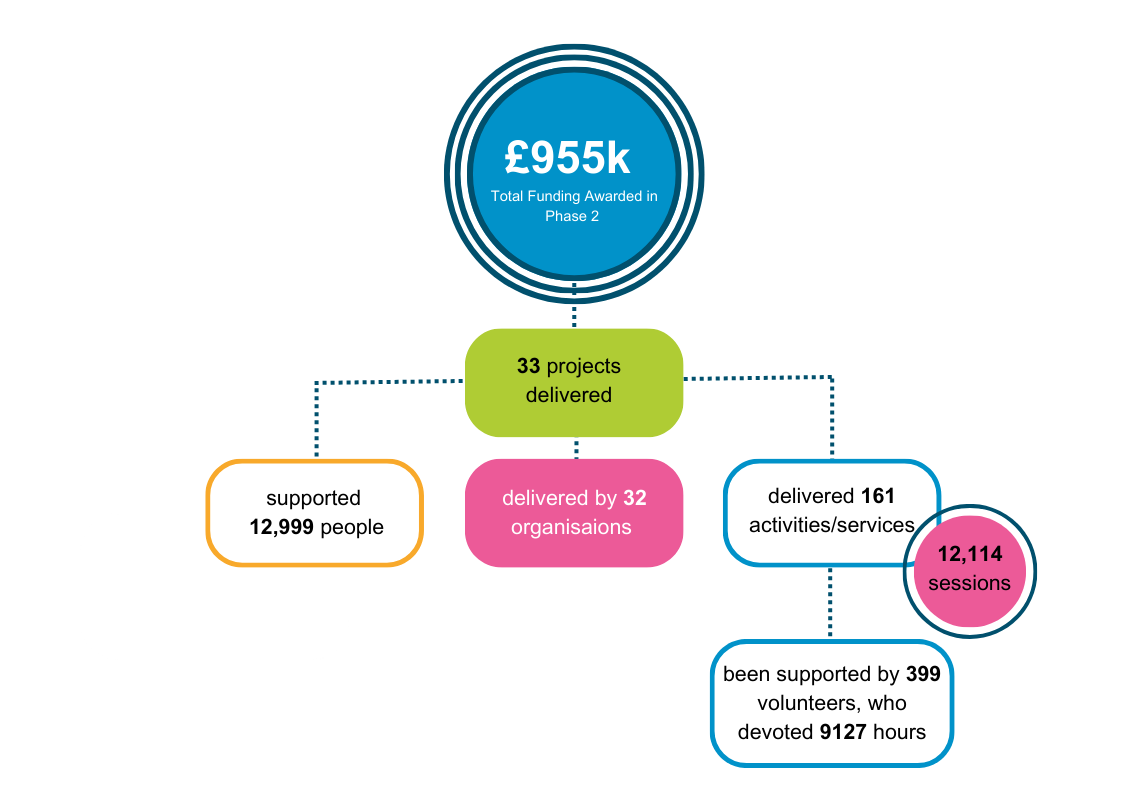 £955k
Total Funding Awarded in
Phase 2
33 projects
delivered
supported
12,999 people
delivered by 32
organisaions
delivered 161
activities/services
12,114
sessions
been supported by 399
volunteers, who
devoted 9127 hours